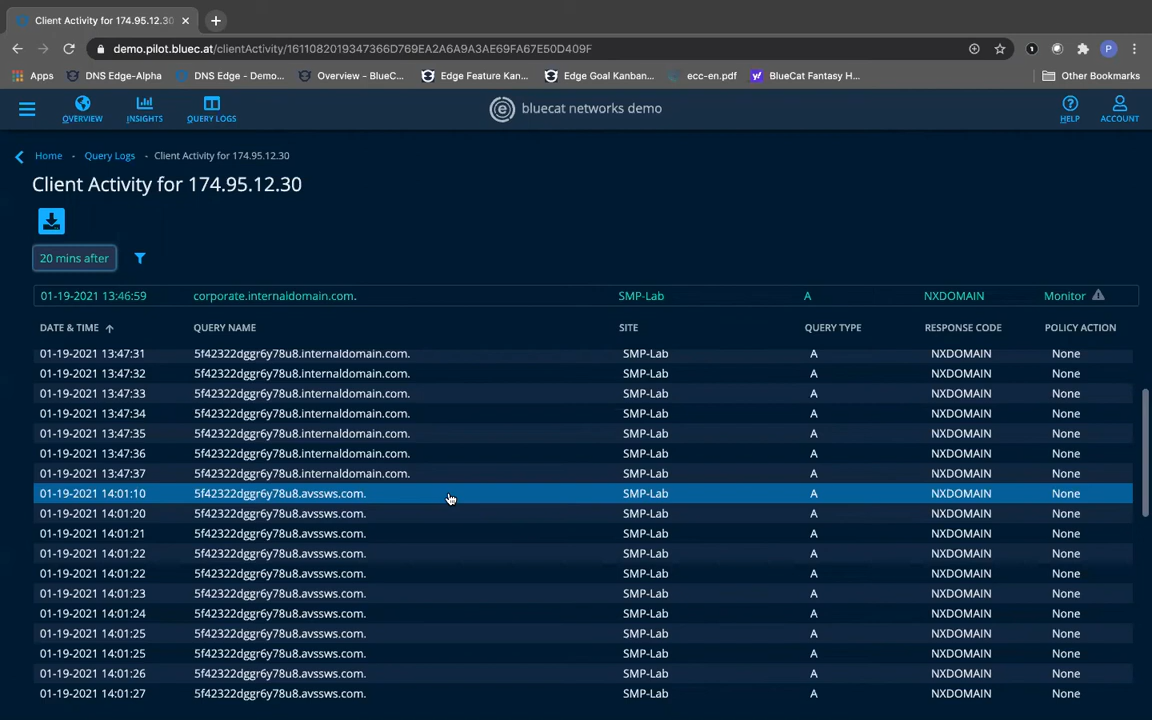 Client Activity for 174.95.12.30
demo.pilot.bluec.at/clientActivity/1611082019347366D769EA2A6A9A3AE69FA67E50D409F
P
Apps DNS Edge-Alpha DNS Edge - Demo... Overview - BlueC... Edge Feature Kan... Edge Goal Kanban... ecc-en.pdf BlueCat Fantasy H... Other Bookmarks
OVERVIEW INSIGHTS QUERY LOGS bluecat networks demo HELP ACCOUNT
Home - Query Logs - Client Activity for 174.95.12.30
Client Activity for 174.95.12.30
20 mins after
01-19-2021 13:46:59 corporate.internaldomain.com. SMP-Lab A NXDOMAIN Monitor
DATE & TIME QUERY NAME SITE QUERY TYPE RESPONSE CODE POLICY ACTION
01-19-2021 13:47:31 5f42322dggr6y78u8.internaldomain.com. SMP-Lab A NXDOMAIN None
01-19-2021 13:47:32 5f42322dggr6y78u8.internaldomain.com. SMP-Lab A NXDOMAIN None
01-19-2021 13:47:33 5f42322dggr6y78u8.internaldomain.com. SMP-Lab A NXDOMAIN None
01-19-2021 13:47:34 5f42322dggr6y78u8.internaldomain.com. SMP-Lab A NXDOMAIN None
01-19-2021 13:47:35 5f42322dggr6y78u8.internaldomain.com. SMP-Lab A NXDOMAIN None
01-19-2021 13:47:36 5f42322dggr6y78u8.internaldomain.com. SMP-Lab A NXDOMAIN None
01-19-2021 13:47:37 5f42322dggr6y78u8.internaldomain.com. SMP-Lab A NXDOMAIN None
01-19-2021 14:01:10 5f42322dggr6y78u8.avssws.com. SMP-Lab A NXDOMAIN None
01-19-2021 14:01:20 5f42322dggr6y78u8.avssws.com. SMP-Lab A NXDOMAIN None
01-19-2021 14:01:21 5f42322dggr6y78u8.avssws.com. SMP-Lab A NXDOMAIN None
01-19-2021 14:01:22 5f42322dggr6y78u8.avssws.com. SMP-Lab A NXDOMAIN None
01-19-2021 14:01:22 5f42322dggr6y78u8.avssws.com. SMP-Lab A NXDOMAIN None
01-19-2021 14:01:23 5f42322dggr6y78u8.avssws.com. SMP-Lab A NXDOMAIN None
01-19-2021 14:01:24 5f42322dggr6y78u8.avssws.com. SMP-Lab A NXDOMAIN None
01-19-2021 14:01:25 5f42322dggr6y78u8.avssws.com. SMP-Lab A NXDOMAIN None
01-19-2021 14:01:25 5f42322dggr6y78u8.avssws.com. SMP-Lab A NXDOMAIN None
01-19-2021 14:01:26 5f42322dggr6y78u8.avssws.com. SMP-Lab A NXDOMAIN None
01-19-2021 14:01:27 5f42322dggr6y78u8.avssws.com. SMP-Lab A NXDOMAIN None